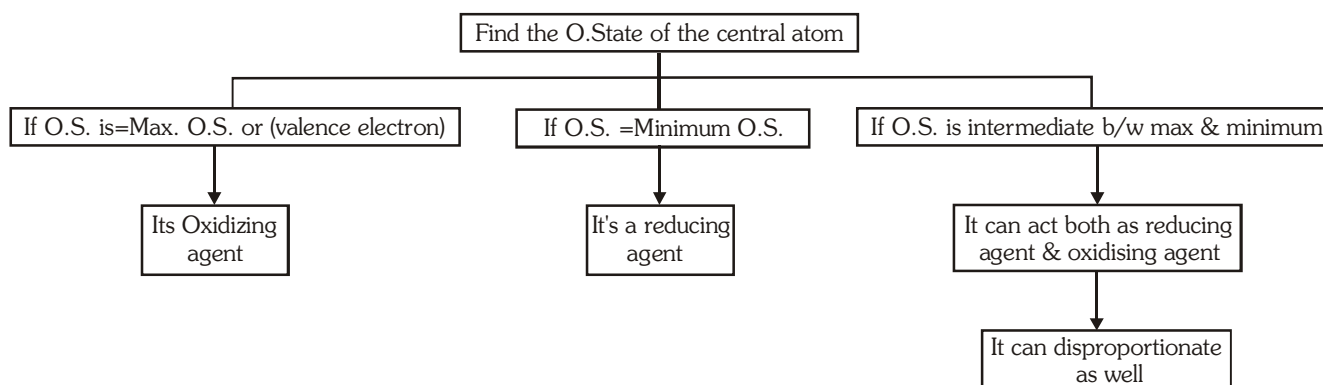 Find the O.State of the central atom
If O.S. is=Max. O.S. or (valence electron)
If O.S. =Minimum O.S.
If O.S. is intermediate b/w max & minimum
Its Oxidizing
agent
It's a reducing
agent
It can act both as reducing
agent & oxidising agent
It can disproportionate
as well